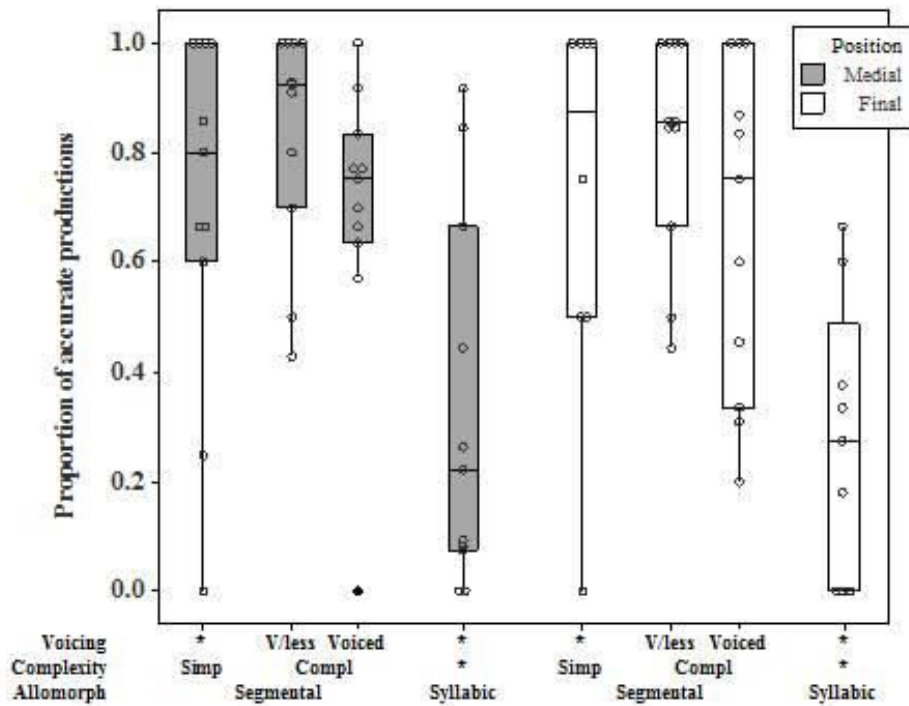 Position
Medial
Final
Proportion of accurate productions
1.0
0.8
0.6
0.4
0.2
0.0
Voicing * V/less Voiced * * V/less Voiced *
Complexity Simp Compl * Simp Compl *
Allomorph Segmental Syllabic Segmental Syllabic